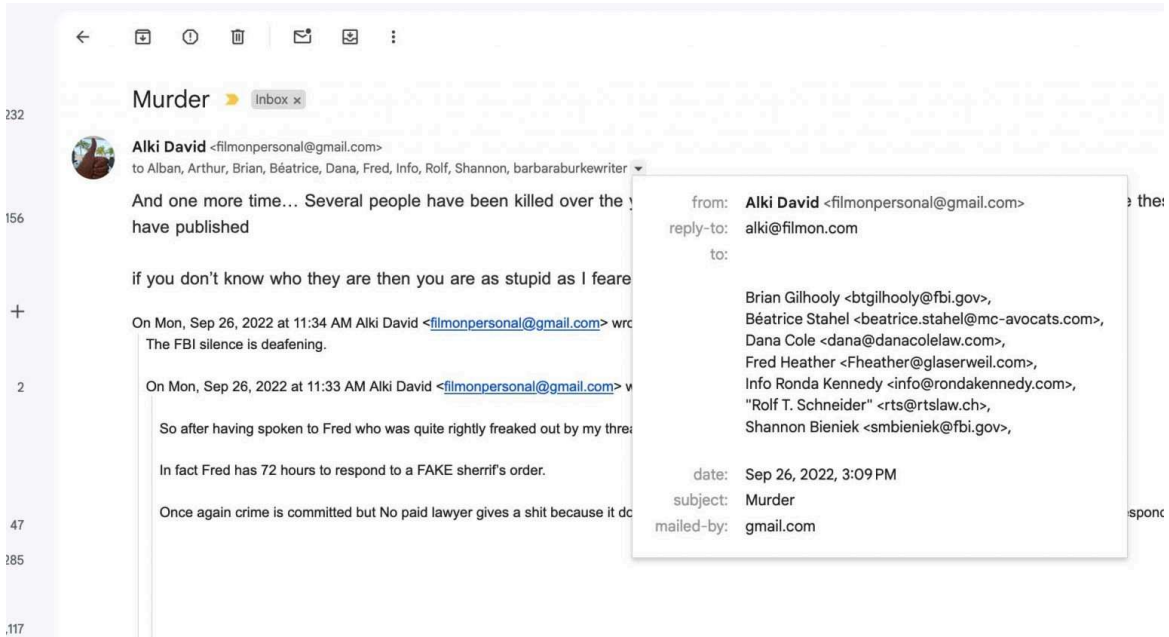 Murder Inbox x
232
Alki David <filmonpersonal@gmail.com>
to Alban, Arthur, Brian, Béatrice, Dana, Fred, Info, Rolf, Shannon, barbaraburkewriter
And one more time... Several people have been killed over the
156
have published
if you don't know who they are then you are as stupid as I
On Mon, Sep 26, 2022 at 11:34 AM Alki David <filmonpersonal@gmail.com>
The FBI silence is deafening.
2
On Mon, Sep 26, 2022 at 11:33 AM Alki David <filmonpersonal@gmail.com>
So after having spoken to Fred who was quite rightly freaked out by my
In fact Fred has 72 hours to respond to a FAKE sherrif's order.
Once again crime is committed but No paid lawyer gives a shit because it
47
285
,117
from: Alki David <filmonpersonal@gmail.com>
reply-to: alki@filmon.com
to:
Brian Gilhooly <btgilhooly@fbi.gov>,
Béatrice Stahel <beatrice.stahel@mc-avocats.com>,
Dana Cole <dana@danacolelaw.com>,
Fred Heather <Fheather@glaserweil.com>,
Info Ronda Kennedy <info@rondakennedy.com>,
"Rolf T. Schneider" <rts@rtslaw.ch>,
Shannon Bieniek <smbieniek@fbi.gov>,
date: Sep 26, 2022, 3:09 PM
subject: Murder
mailed-by: gmail.com